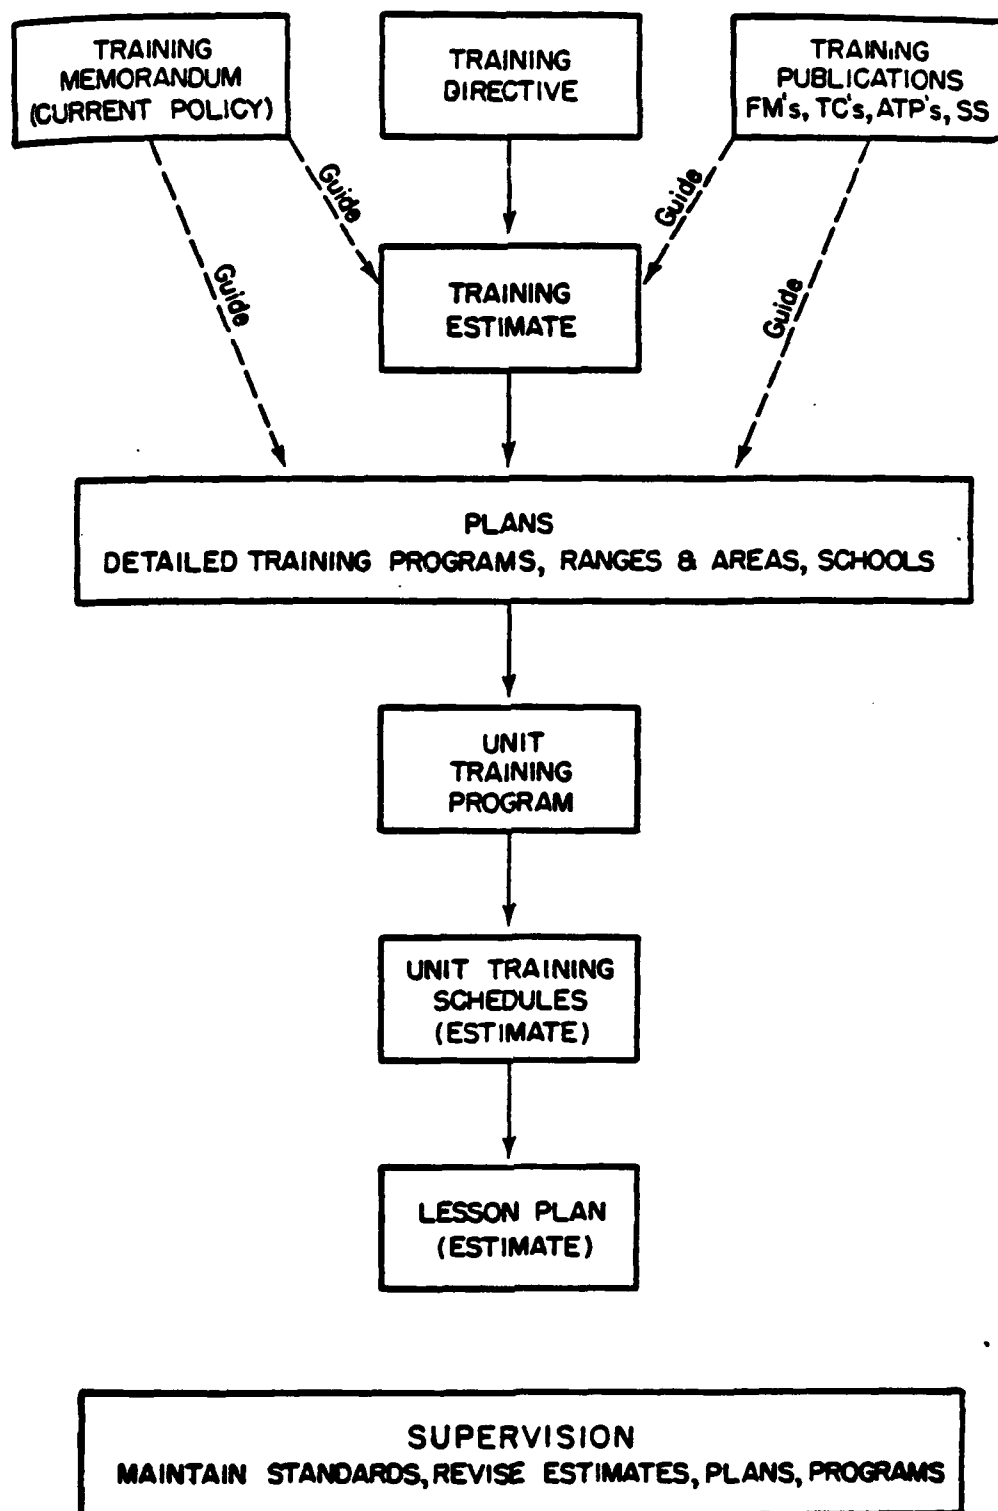 TRAINING
MEMORANDUM
(CURRENT POLICY)
TRAINING
DIRECTIVE
TRAINING
PUBLICATIONS
FM's, TC's, ATP's, SS
Guide
Guide
Guide
Guide
TRAINING
ESTIMATE
PLANS
DETAILED TRAINING PROGRAMS, RANGES & AREAS, SCHOOLS
UNIT
TRAINING
PROGRAM
UNIT TRAINING
SCHEDULES
(ESTIMATE)
LESSON PLAN
(ESTIMATE)
SUPERVISION
MAINTAIN STANDARDS, REVISE ESTIMATES, PLANS, PROGRAMS